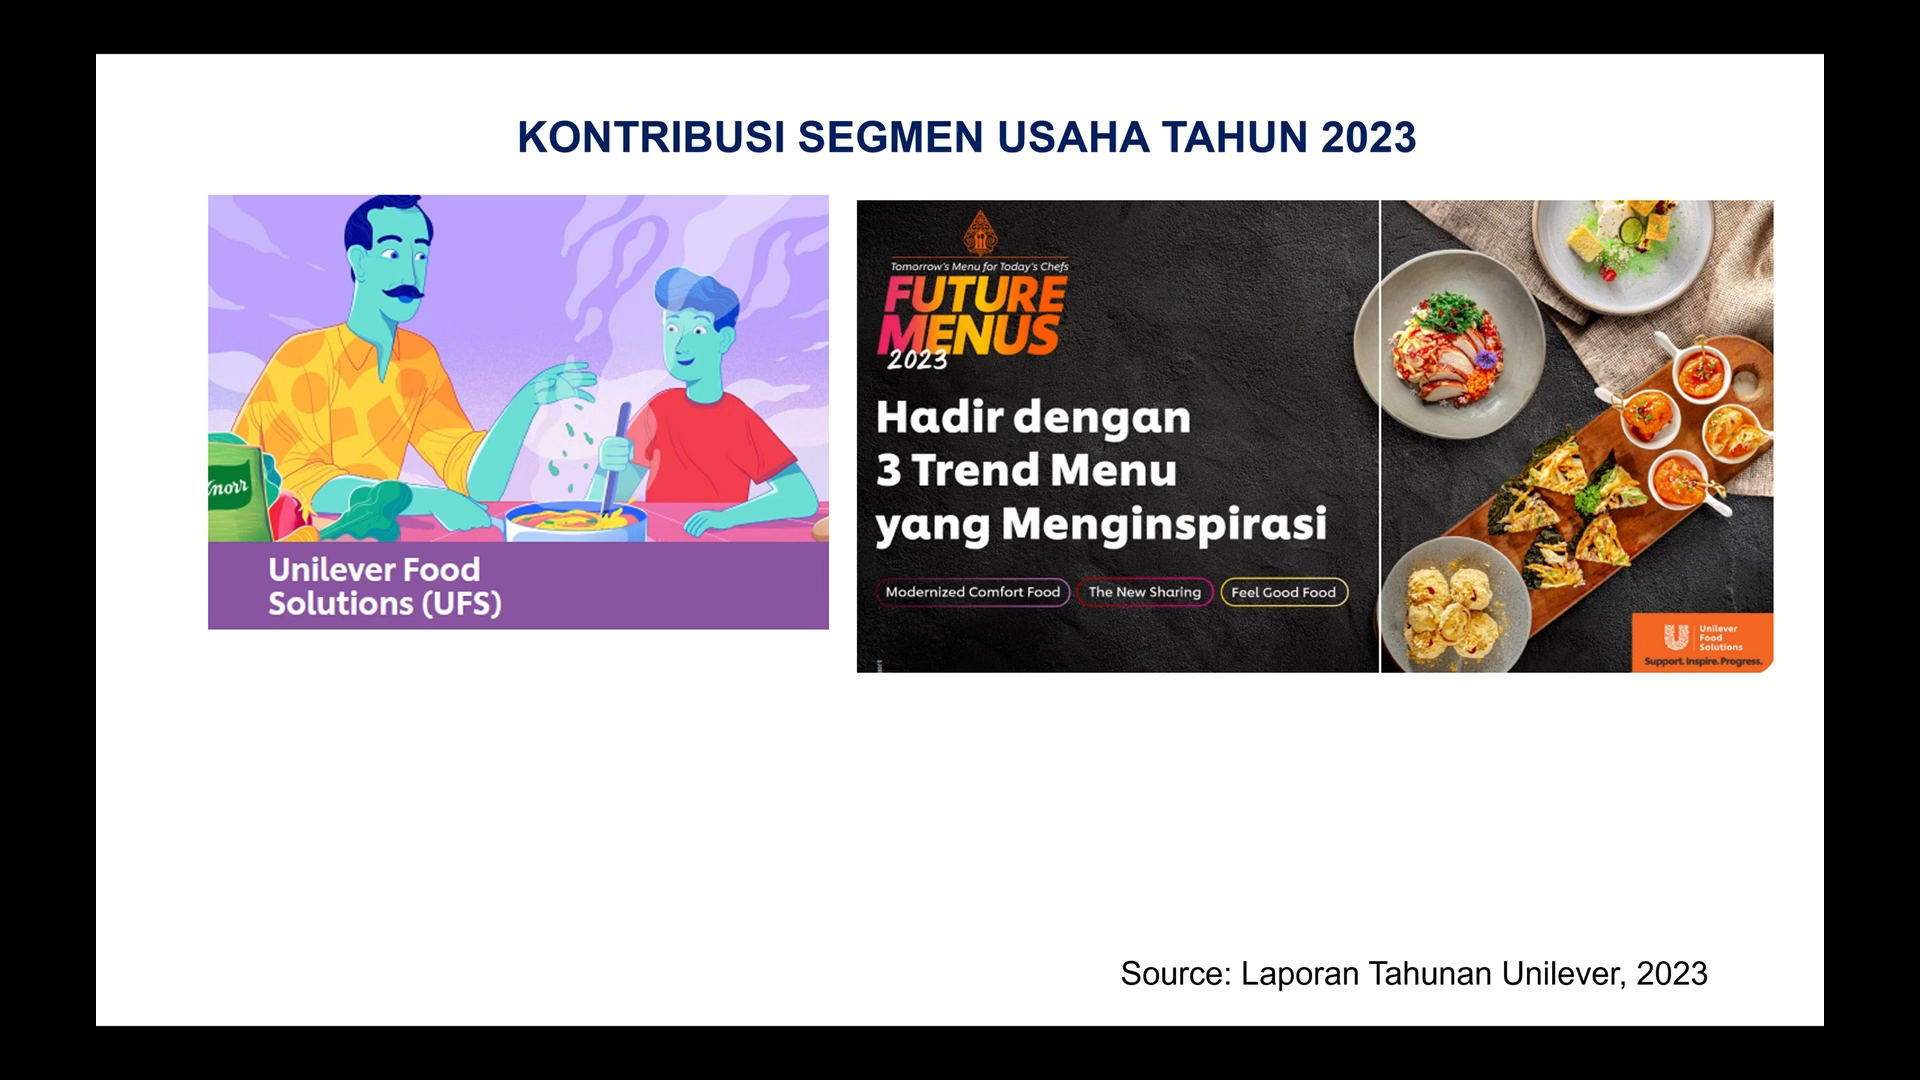 KONTRIBUSI SEGMEN USAHA TAHUN 2023
Knorr
Unilever Food
Solutions (UFS)
Tomorrow's Menu for Today's Chefs
FUTURE
MENUS
2023
Hadir dengan
3 Trend Menu
yang Menginspirasi
Modernized Comfort Food
The New Sharing
Feel Good Food
Unilever
Food
Solutions
Support. Inspire. Progress.
Source: Laporan Tahunan Unilever, 2023